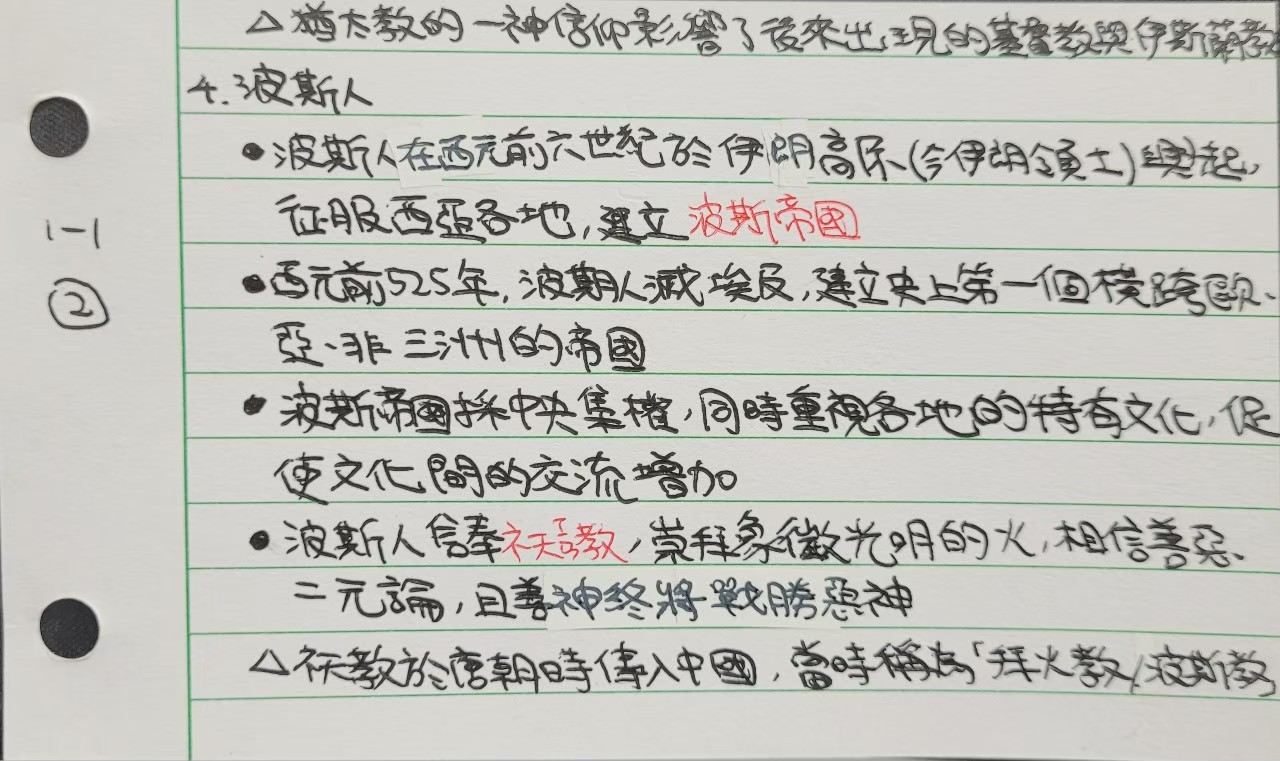 △猶太教的一神信仰影響了後來出現的基督教與伊斯蘭教
4.波斯人
•波斯人在西元前六世紀於伊朗高原(今伊朗領土)興起,
征服西亞各地,建立波斯帝國
•西元前525年,波斯人滅埃及,建立史上第一個橫跨歐、
亞、非三洲的帝國
•波斯帝國採中央集權,同時重視各地的特有文化,促
使文化間的交流增加
•波斯人信奉祆教,崇拜象徵光明的火,相信善惡
二元論,且善神終將戰勝惡神
△祆教於唐朝時傳入中國,當時稱為「拜火教/波斯教」
1-1
②